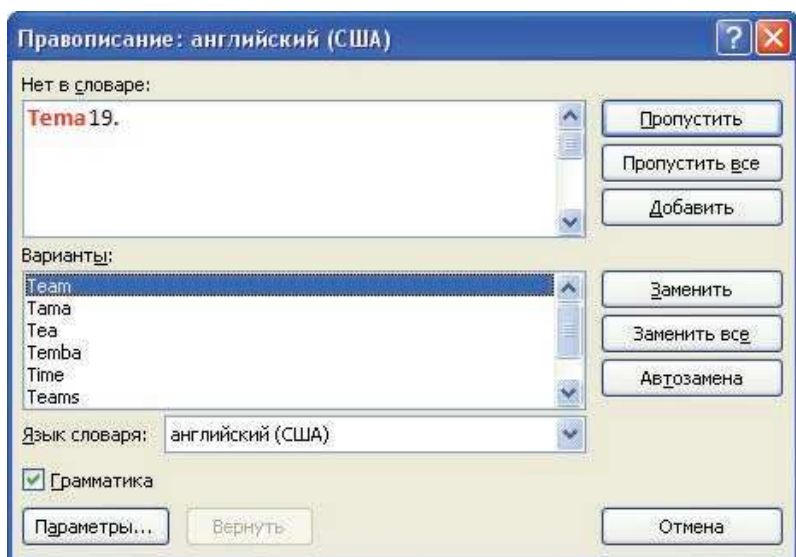 Правописание: английский (США)
Нет в словаре:
Tema 19.
Пропустить
Пропустить все
Добавить
Варианты:
Team
Tama
Tea
Temba
Time
Teams
Заменить
Заменить все
Автозамена
Язык словаря: английский (США)
Грамматика
Параметры... Вернуть Отмена